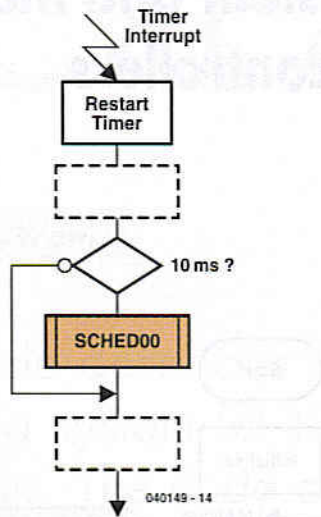 Timer
Interrupt
Restart
Timer
10 ms ?
SCHED00
040149 - 14